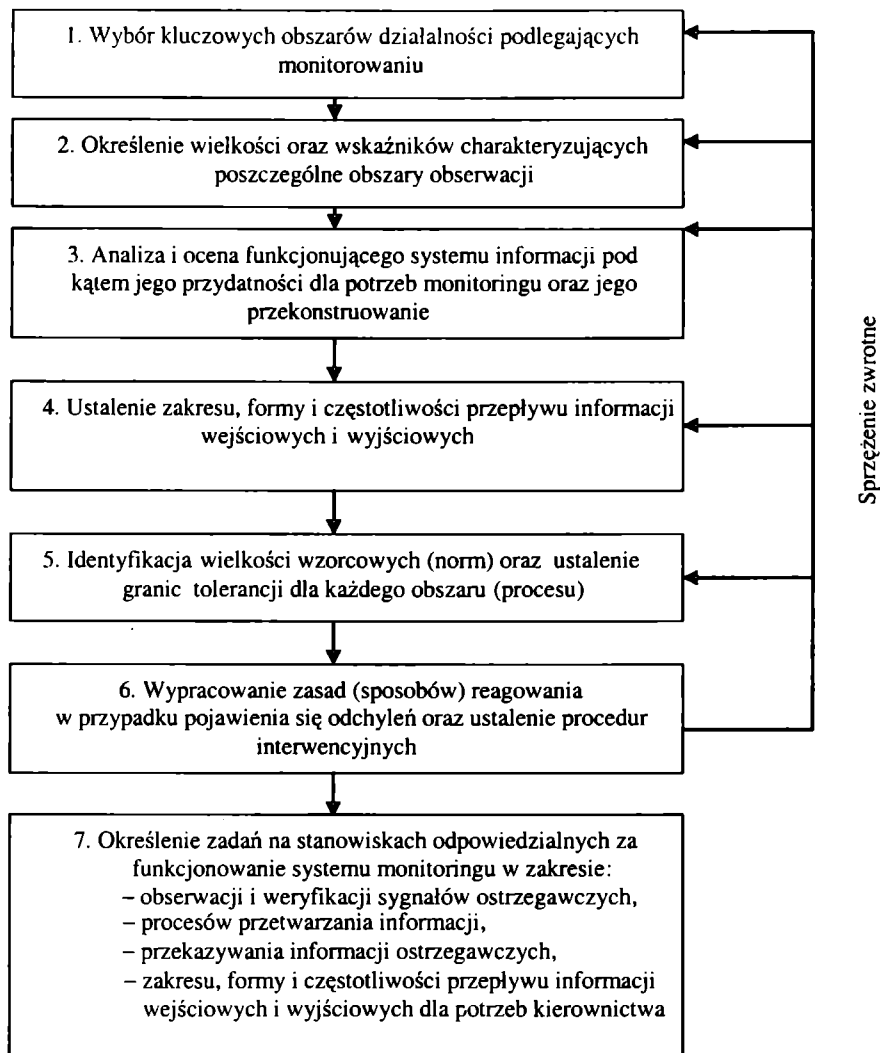 1. Wybór kluczowych obszarów działalności podlegających
monitorowaniu
2. Określenie wielkości oraz wskaźników charakteryzujących
poszczególne obszary obserwacji
3. Analiza i ocena funkcjonującego systemu informacji pod
kątem jego przydatności dla potrzeb monitoringu oraz jego
przekonstruowanie
4. Ustalenie zakresu, formy i częstotliwości przepływu informacji
wejściowych i wyjściowych
5. Identyfikacja wielkości wzorcowych (norm) oraz ustalenie
granic tolerancji dla każdego obszaru (procesu)
6. Wypracowanie zasad (sposobów) reagowania
w przypadku pojawienia się odchyleń oraz ustalenie procedur
interwencyjnych
7. Określenie zadań na stanowiskach odpowiedzialnych za
funkcjonowanie systemu monitoringu w zakresie:
– obserwacji i weryfikacji sygnałów ostrzegawczych,
– procesów przetwarzania informacji,
– przekazywania informacji ostrzegawczych,
– zakresu, formy i częstotliwości przepływu informacji
wejściowych i wyjściowych dla potrzeb kierownictwa
Sprzężenie zwrotne